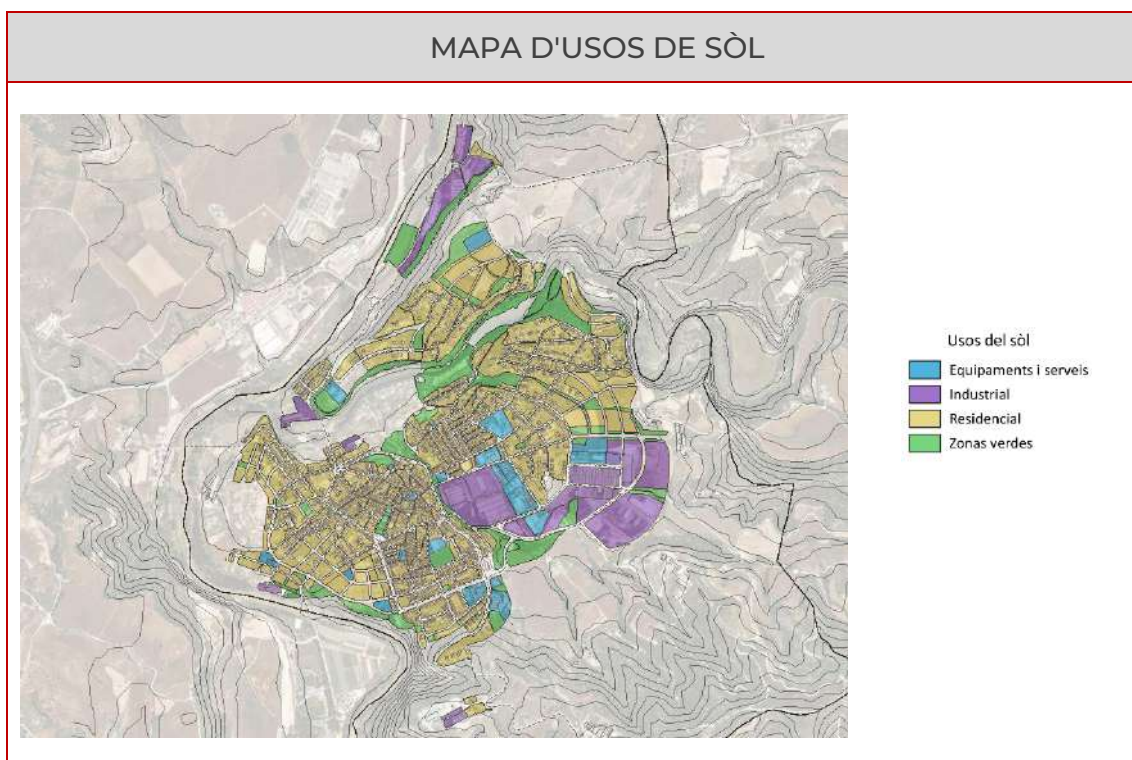 MAPA D'USOS DE SÒL
Usos del sòl
Equipaments i serveis
Industrial
Residencial
Zonas verdes